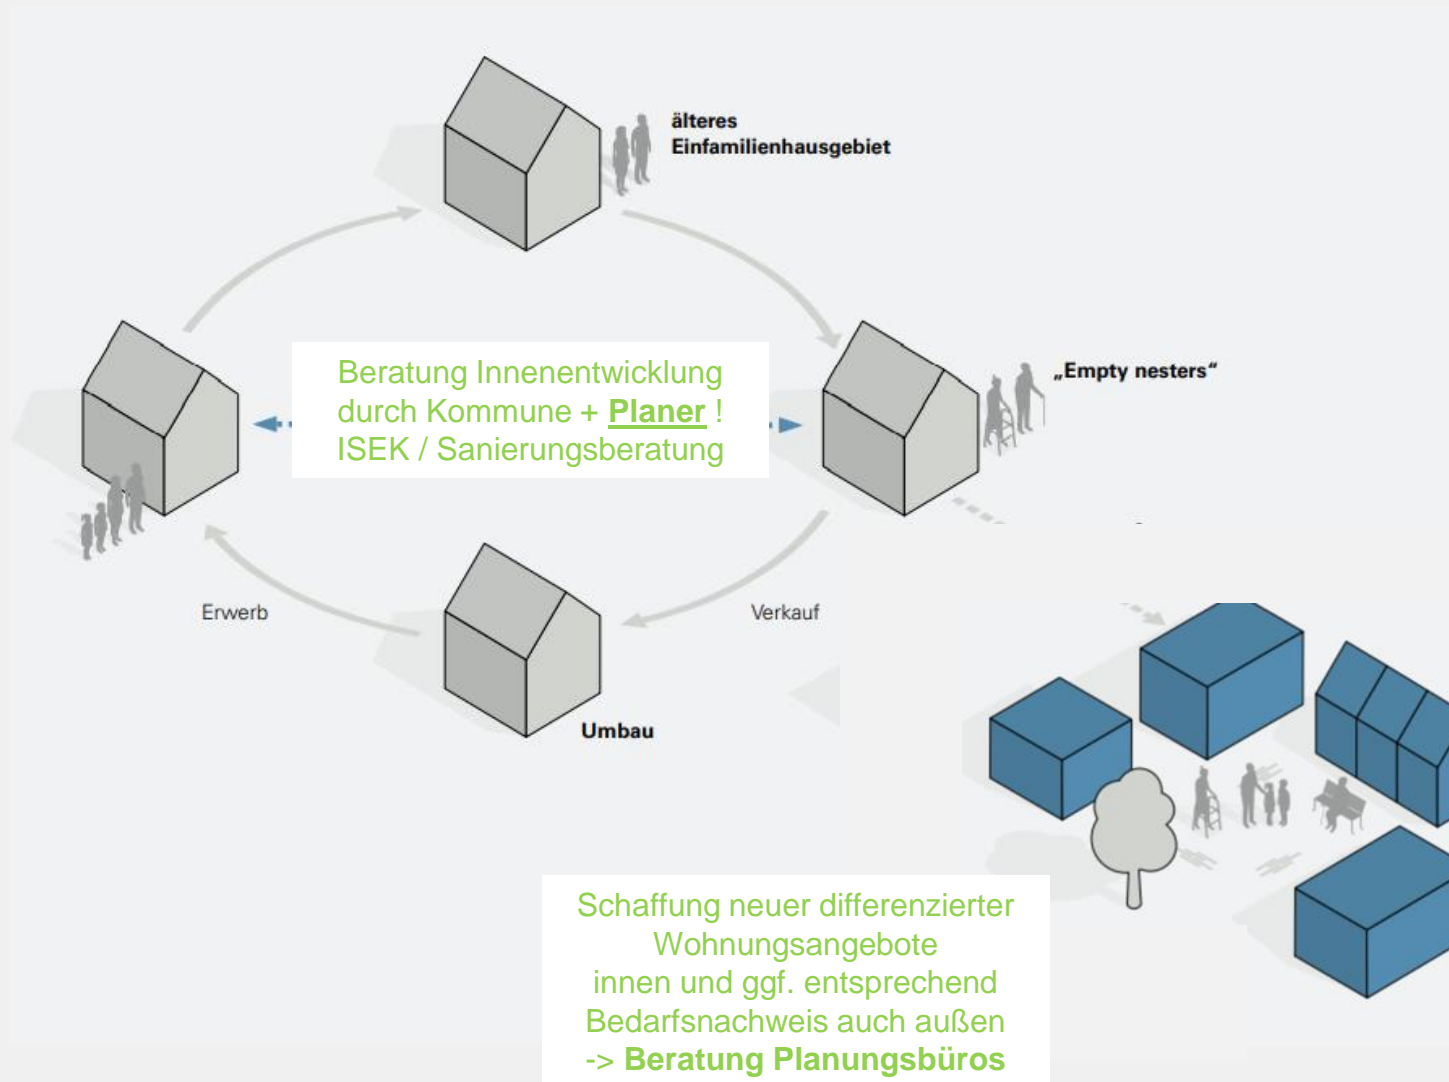 älteres
Einfamilienhausgebiet
Beratung Innenentwicklung
durch Kommune + Planer !
ISEK / Sanierungsberatung
„Empty nesters“
Erwerb
Verkauf
Umbau
Schaffung neuer differenzierter
Wohnungsangebote
innen und ggf. entsprechend
Bedarfsnachweis auch außen
-> Beratung Planungsbüros